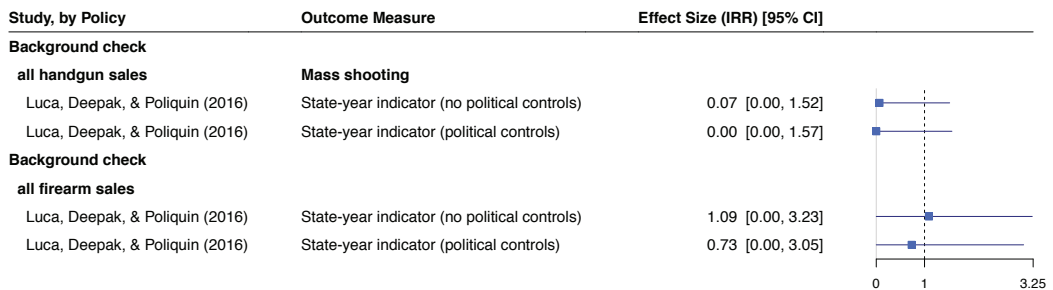 Study, by Policy Outcome Measure Effect Size (IRR) [95% CI]
Background check
all handgun sales Mass shooting
Luca, Deepak, & Poliquin (2016) State-year indicator (no political controls) 0.07 [0.00, 1.52]
Luca, Deepak, & Poliquin (2016) State-year indicator (political controls) 0.00 [0.00, 1.57]
Background check
all firearm sales
Luca, Deepak, & Poliquin (2016) State-year indicator (no political controls) 1.09 [0.00, 3.23]
Luca, Deepak, & Poliquin (2016) State-year indicator (political controls) 0.73 [0.00, 3.05]
0 1 3.25